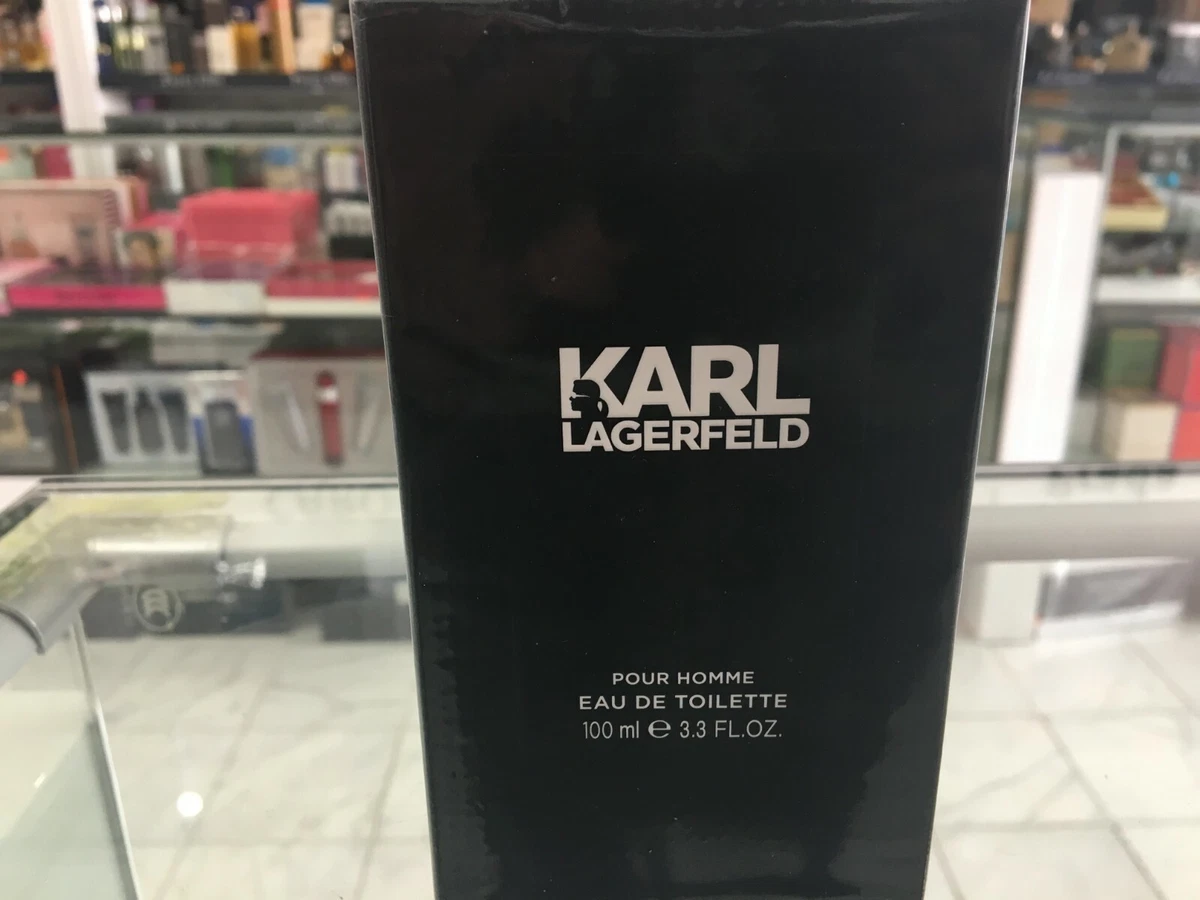 KARL
LAGERFELD
POUR HOMME
EAU DE TOILETTE
100 ml ℮ 3.3 FL.OZ.